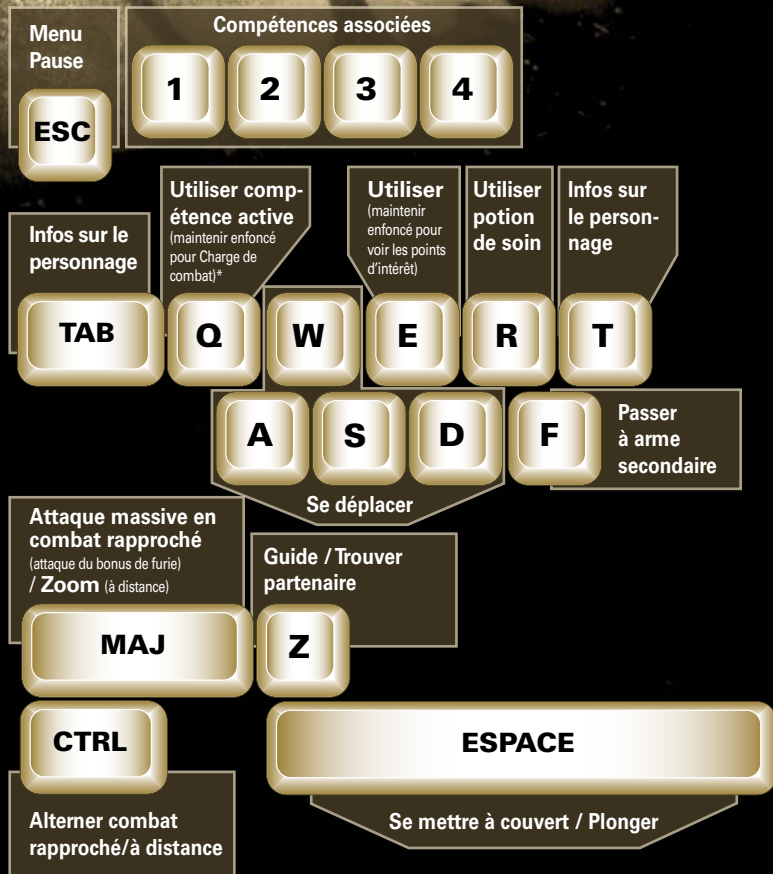 Menu
Pause
Compétences associées
ESC
1 2 3 4
Infos sur le
personnage
Utiliser comp-
étence active
(maintenir enfoncé
pour Charge de
combat)*
Utiliser
(maintenir
enfoncé pour
voir les points
d’intérêt)
Utiliser
potion
de soin
Infos sur
le person-
nage
TAB Q W E R T
A S D F
Passer
à arme
secondaire
Se déplacer
Attaque massive en
combat rapproché
(attaque du bonus de furie)
/ Zoom (à distance)
Guide / Trouver
partenaire
MAJ Z
CTRL ESPACE
Alterner combat
rapproché/à distance
Se mettre à couvert / Plonger